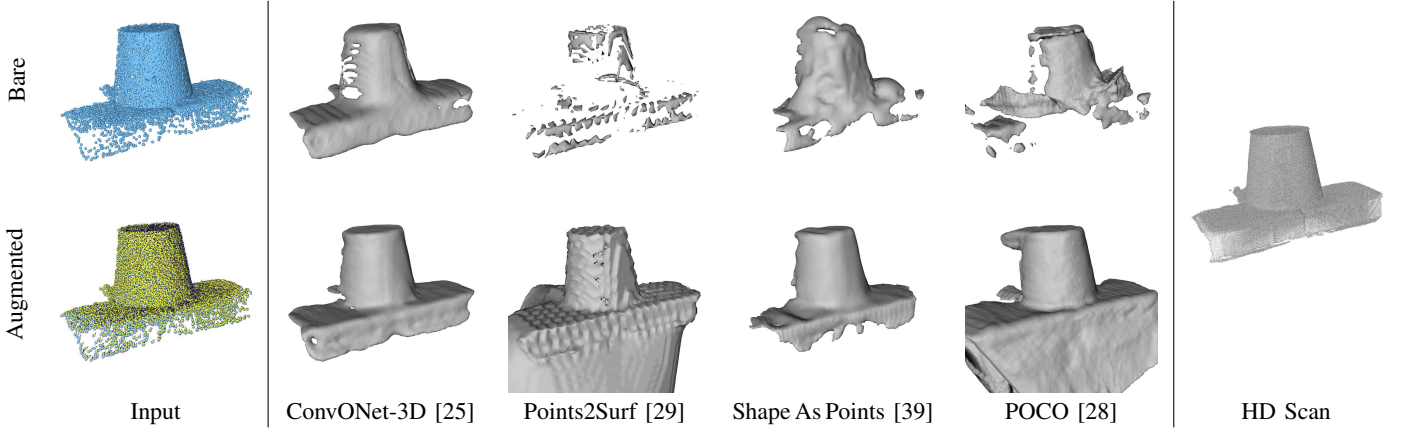 Bare
Augmented
Input
ConvONet-3D [25]
Points2Surf [29]
Shape As Points [39]
POCO [28]
HD Scan